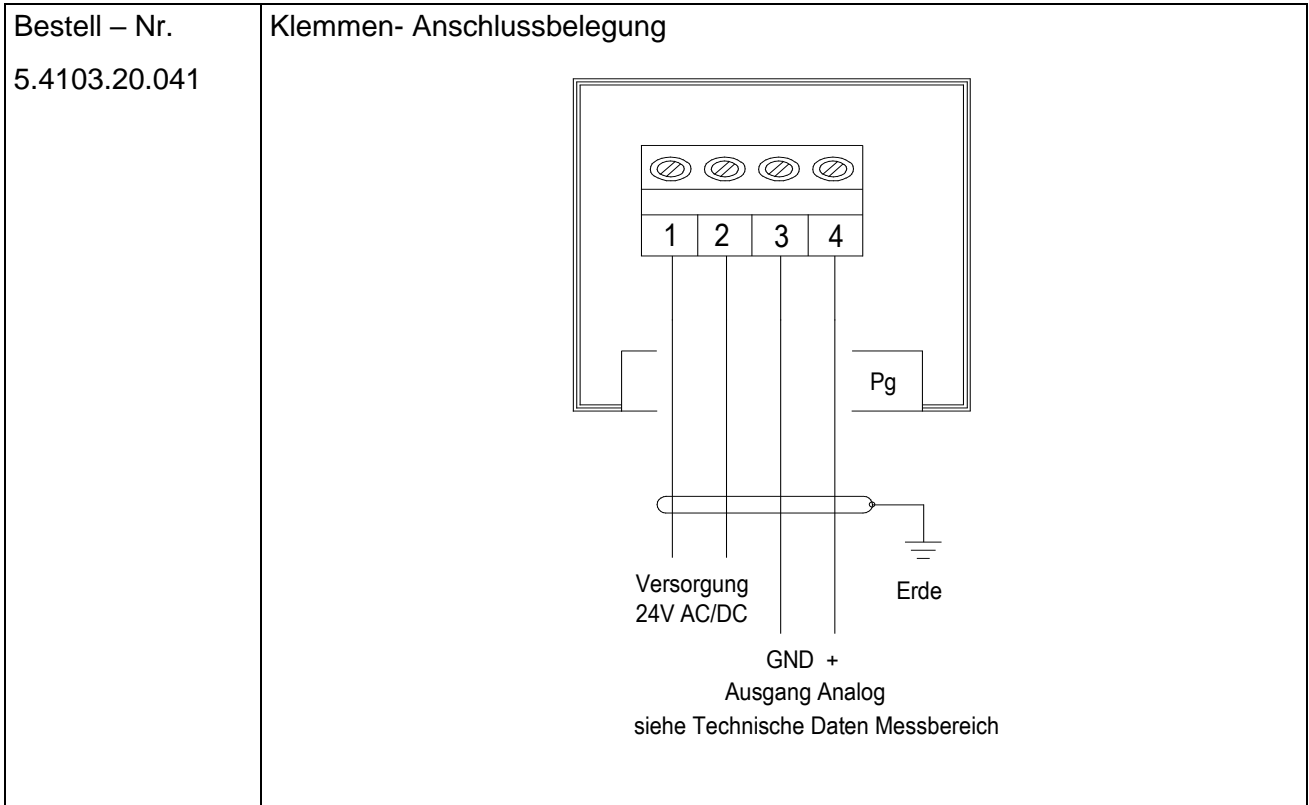 Bestell – Nr.
5.4103.20.041
Klemmen- Anschlussbelegung
1 2 3 4
Pg
Versorgung
24V AC/DC
Erde
GND +
Ausgang Analog
siehe Technische Daten Messbereich